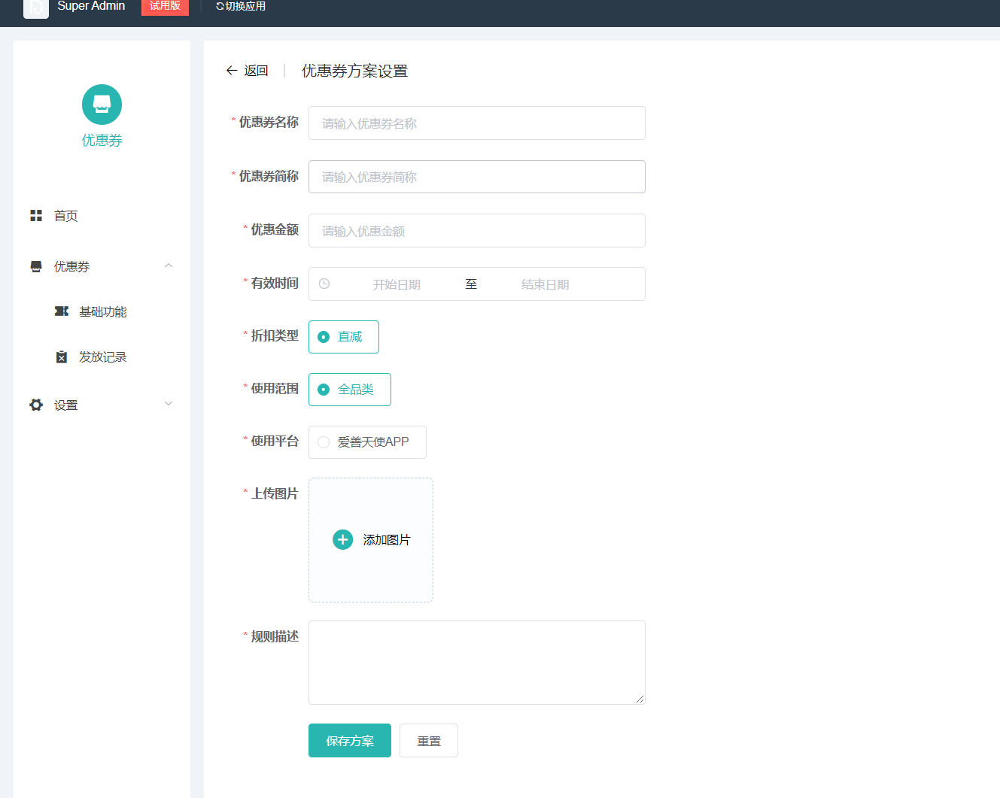 Super Admin 试用版 切换应用
优惠券
首页
优惠券
基础功能
发放记录
设置
返回 优惠券方案设置
* 优惠券名称 请输入优惠券名称
* 优惠券简称 请输入优惠券简称
* 优惠金额 请输入优惠金额
* 有效时间 开始日期 至 结束日期
* 折扣类型 直减
* 使用范围 全品类
* 使用平台 爱善天使APP
* 上传图片 添加图片
* 规则描述
保存方案 重置